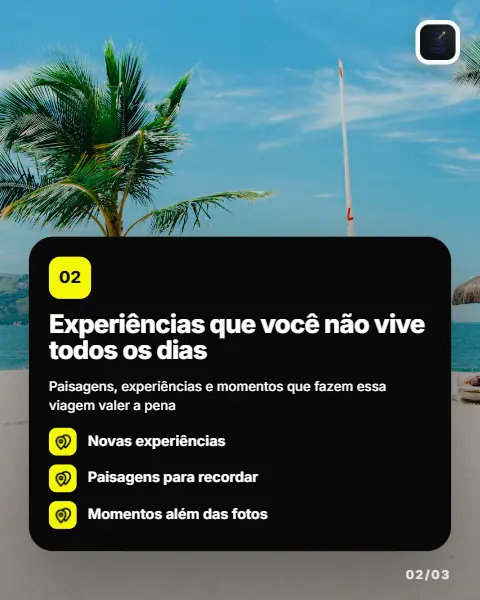 02
Experiências que você não vive
todos os dias
Paisagens, experiências e momentos que fazem essa
viagem valer a pena
Novas experiências
Paisagens para recordar
Momentos além das fotos
02/03